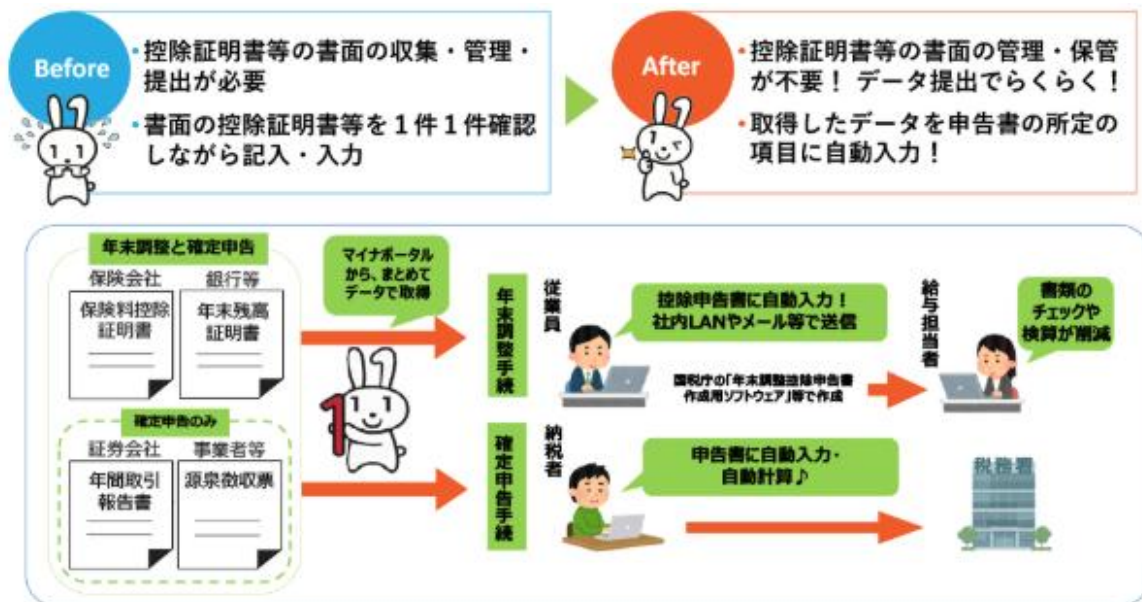 Before
・控除証明書等の書面の収集・管理・
提出が必要
・書面の控除証明書等を１件１件確認
しながら記入・入力
After
・控除証明書等の書面の管理・保管
が不要！ データ提出でらくらく！
・取得したデータを申告書の所定の
項目に自動入力！
年末調整と確定申告
保険会社
保険料控除
証明書
銀行等
年末残高
証明書
確定申告のみ
証券会社
年間取引
報告書
事業者等
源泉徴収票
マイナポータル
から、まとめて
データで取得
1
年末調整手続
従業員
控除申告書に自動入力！
社内LANやメール等で送信
国税庁の「年末調整控除申告書
作成用ソフトウェア」等で作成
給与担当者
書類の
チェックや
検算が削減
確定申告手続
納税者
申告書に自動入力・
自動計算♪
税務署